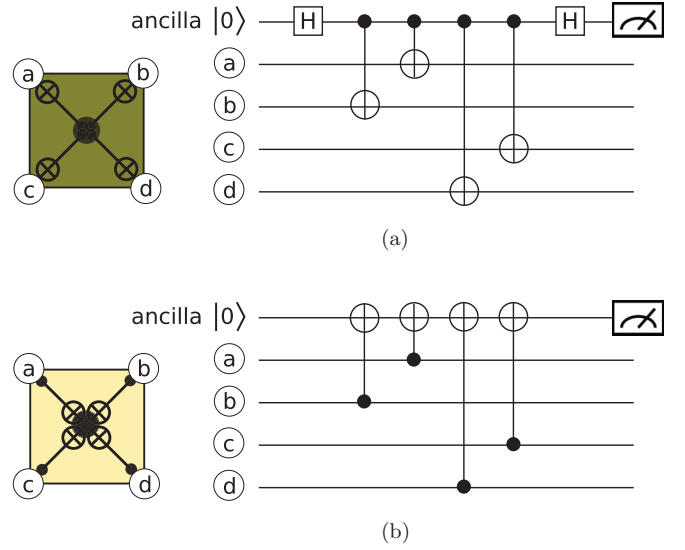 ancilla |0⟩ H H
a b a
b
c
c d d
(a)
ancilla |0⟩
a b a
b
c
c d d
(b)